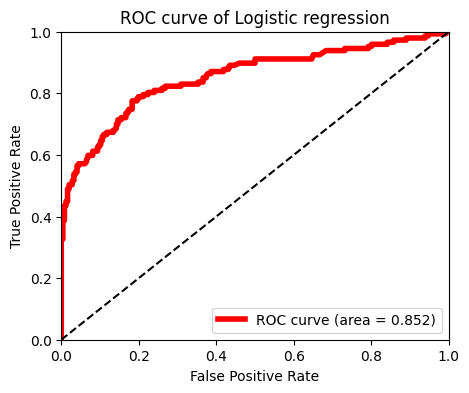 ROC curve of Logistic regression
1.0
0.8
0.6
0.4
0.2
0.0
True Positive Rate
ROC curve (area = 0.852)
0.0 0.2 0.4 0.6 0.8 1.0
False Positive Rate